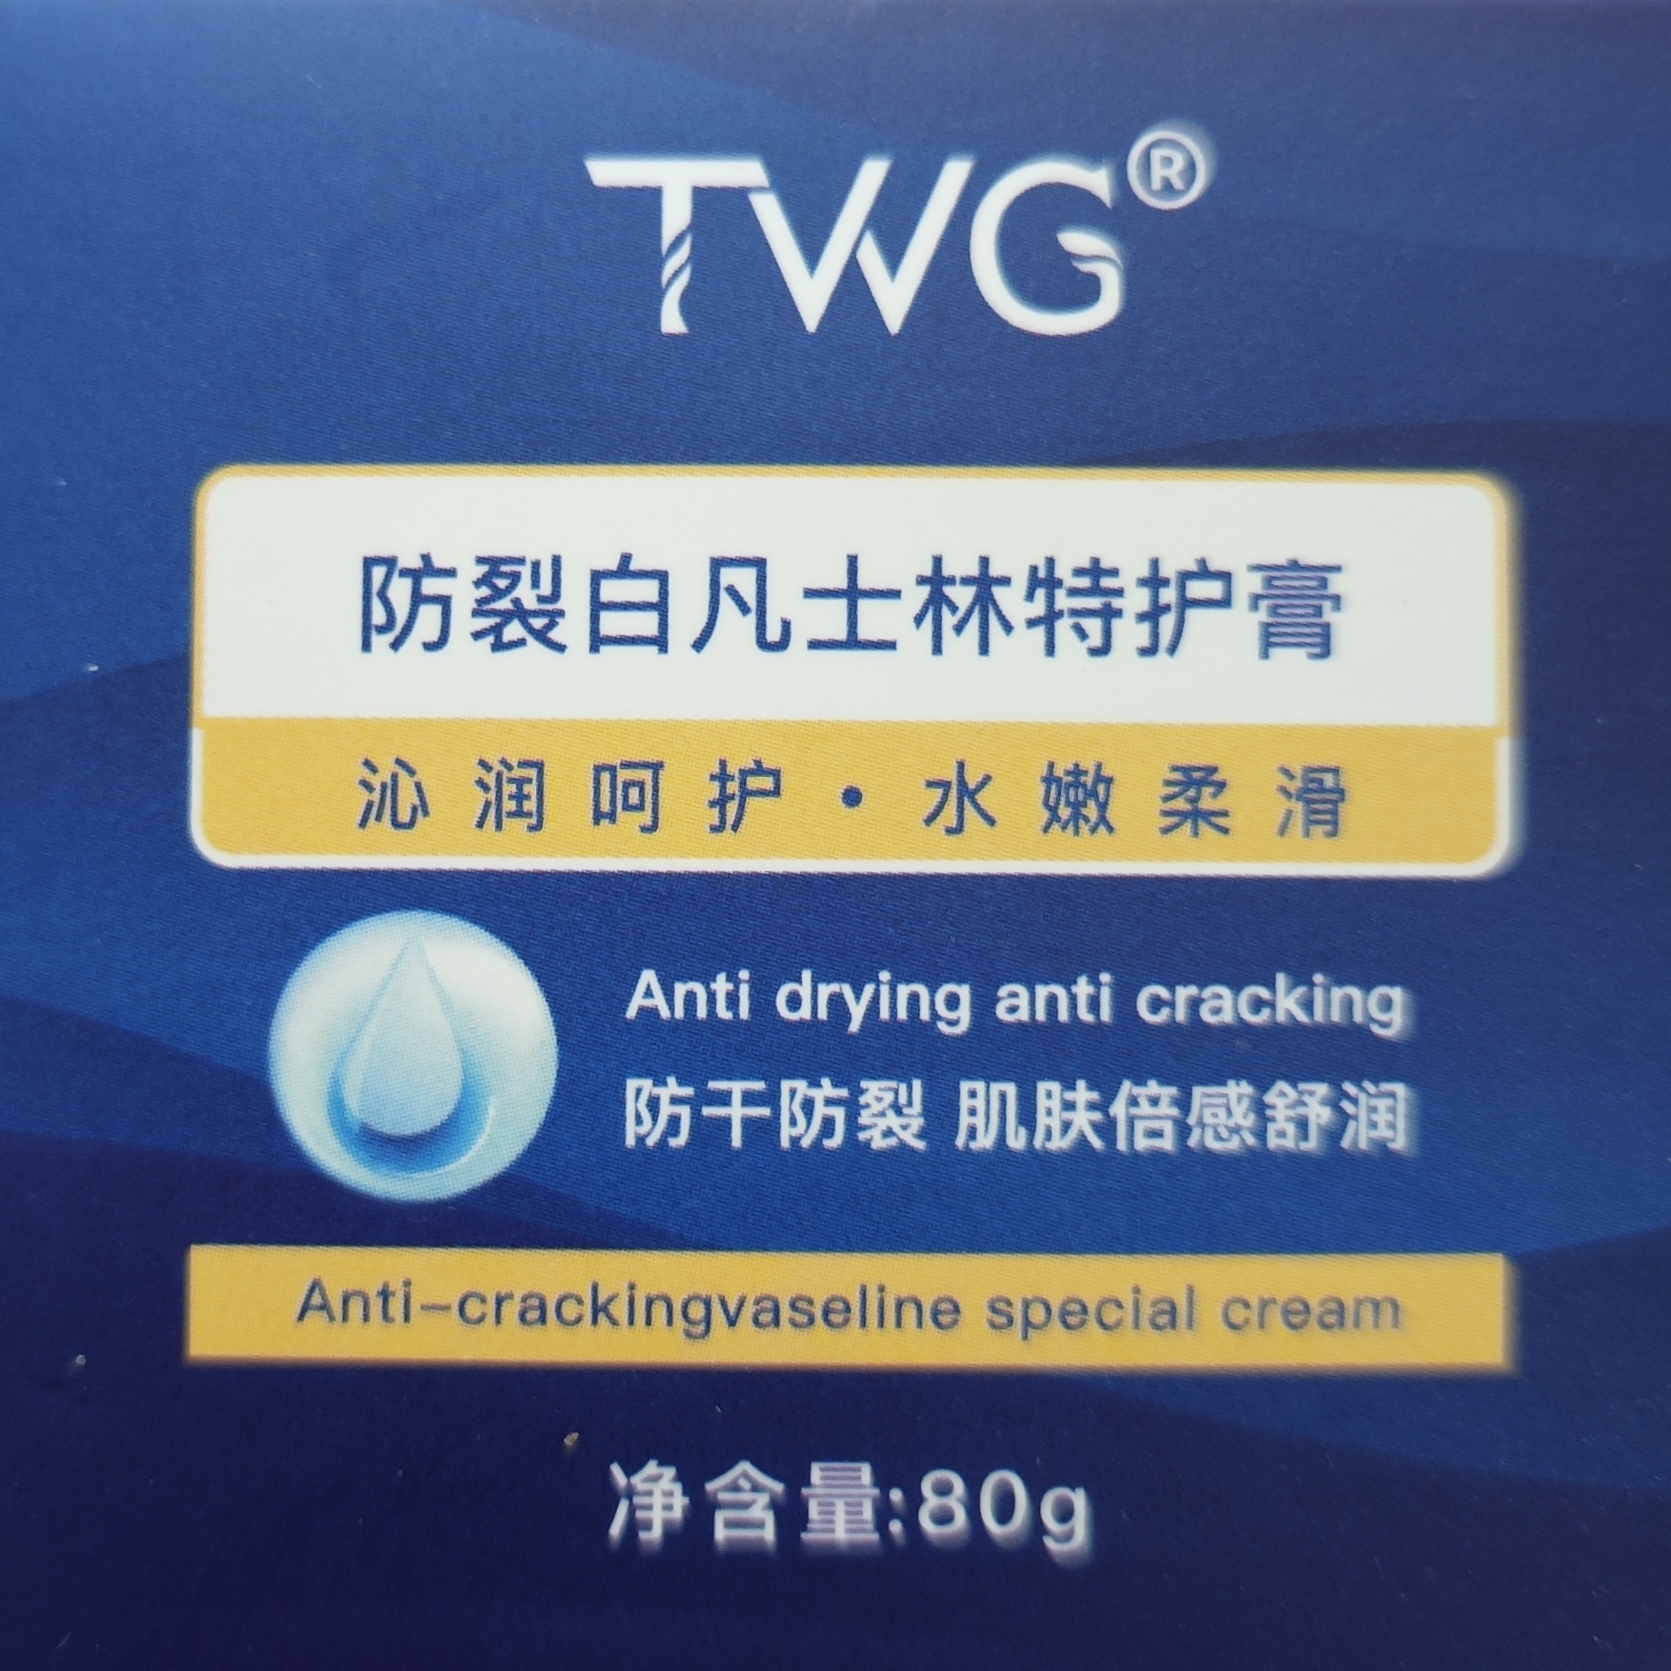 TWG®
防裂白凡士林特护膏
沁润呵护·水嫩柔滑
Anti drying anti cracking
防干防裂 肌肤倍感舒润
Anti-crackingvaseline special cream
净含量:80g